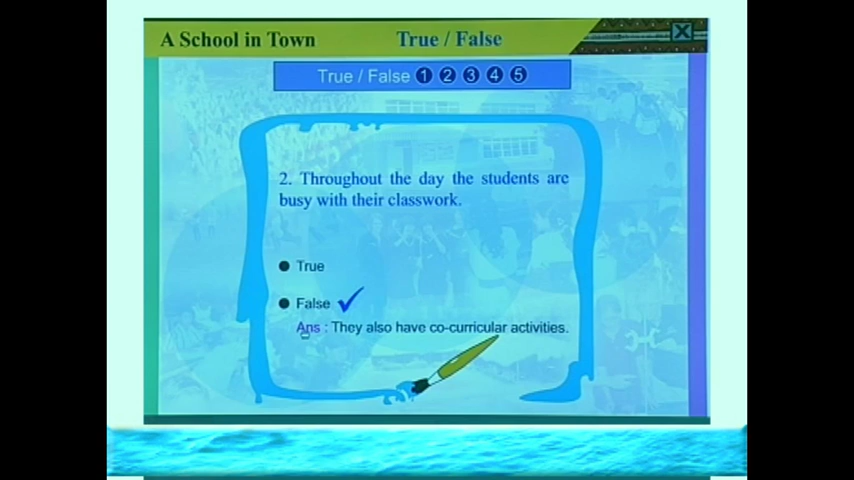 A School in Town
True / False
True / False 1 2 3 4 5
2. Throughout the day the students are
busy with their classwork.
True
False
Ans : They also have co-curricular activities.